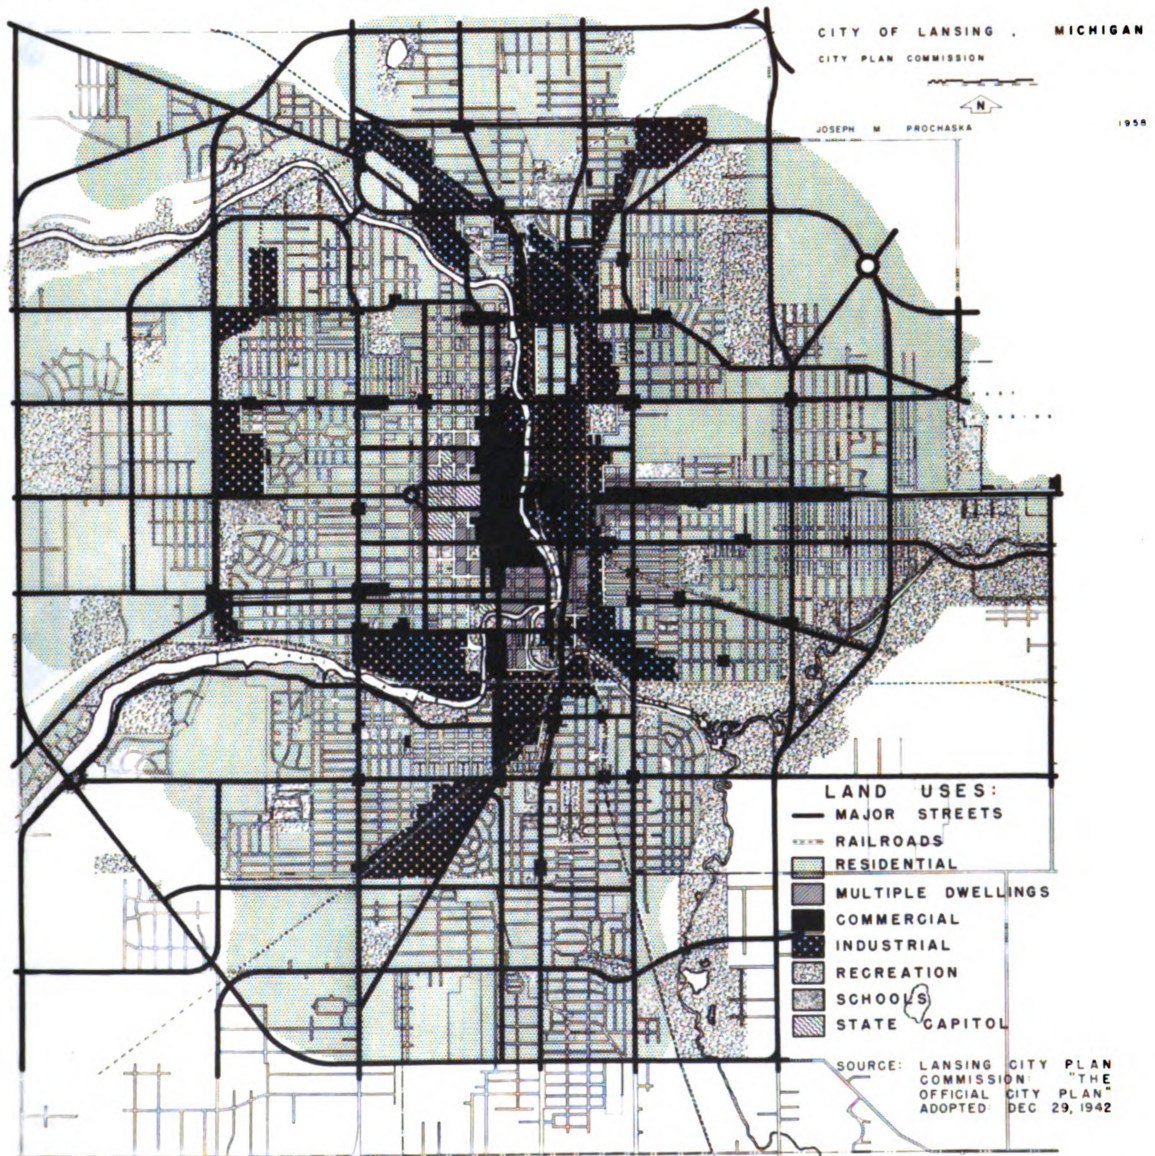 CITY OF LANSING , MICHIGAN
CITY PLAN COMMISSION
N
JOSEPH M PROCHASKA 1958
LAND USES:
MAJOR STREETS
RAILROADS
RESIDENTIAL
MULTIPLE DWELLINGS
COMMERCIAL
INDUSTRIAL
RECREATION
SCHOOLS
STATE CAPITOL
SOURCE: LANSING CITY PLAN
COMMISSION: "THE
OFFICIAL CITY PLAN"
ADOPTED: DEC 29, 1942